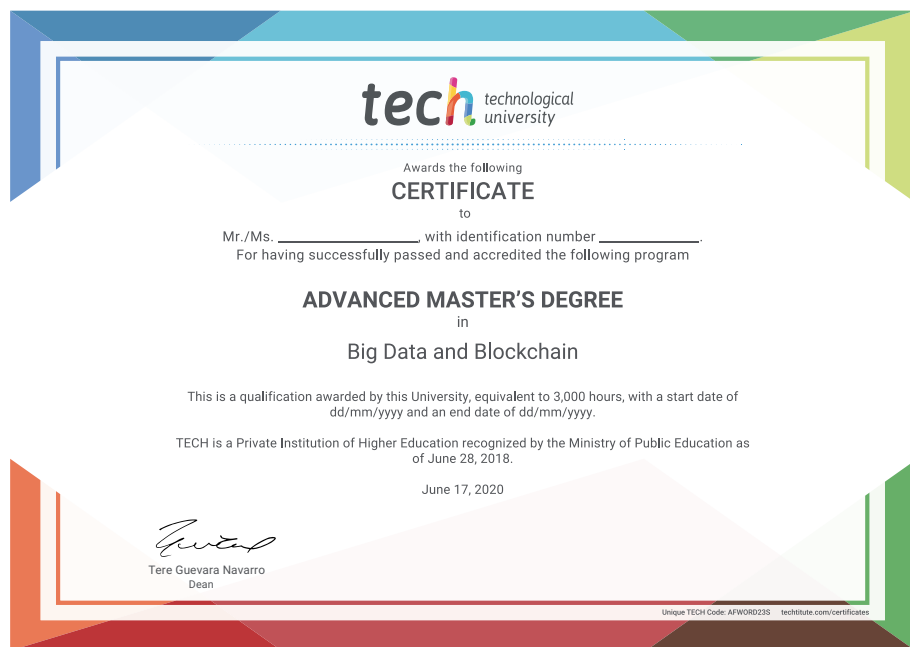 tech technological
university
Awards the following
CERTIFICATE
to
Mr./Ms. ____________________, with identification number ______________.
For having successfully passed and accredited the following program
ADVANCED MASTER'S DEGREE
in
Big Data and Blockchain
This is a qualification awarded by this University, equivalent to 3,000 hours, with a start date of
dd/mm/yyyy and an end date of dd/mm/yyyy.
TECH is a Private Institution of Higher Education recognized by the Ministry of Public Education as
of June 28, 2018.
June 17, 2020
Tere Guevara Navarro
Dean
Unique TECH Code: AFWORD23S techtitute.com/certificates